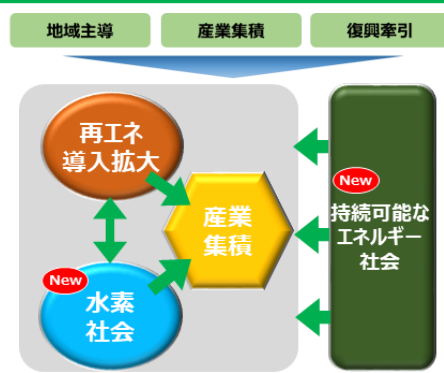 地域主導
産業集積
復興牽引
再エネ
導入拡大
産業
集積
New
水素
社会
New
持続可能な
エネルギー
社会